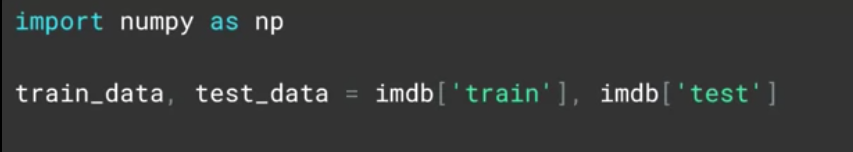 import numpy as np
train_data, test_data = imdb['train'], imdb['test']